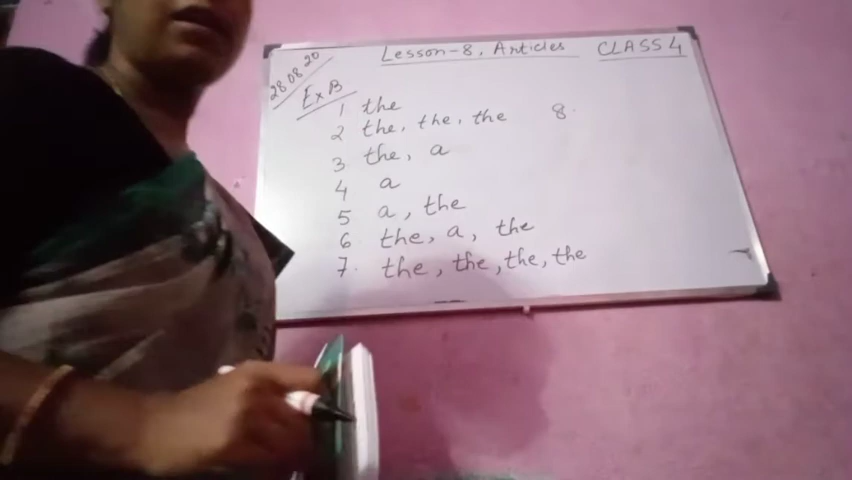 28.08.20
Lesson-8, Articles CLASS 4
Ex B
1 the
2 the, the, the
3 the, a
4 a
5 a, the
6 the, a, the
7. the, the, the, the
8.